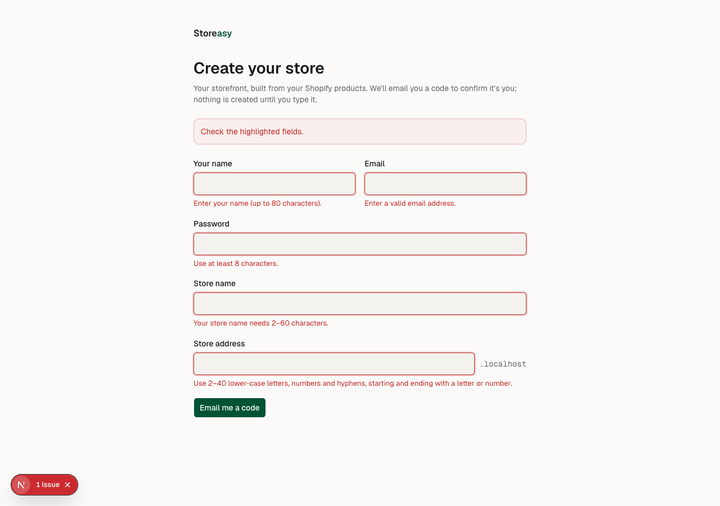 Storeasy
Create your store
Your storefront, built from your Shopify products. We'll email you a code to confirm it's you;
nothing is created until you type it.
Check the highlighted fields.
Your name
Email
Enter your name (up to 80 characters).
Enter a valid email address.
Password
Use at least 8 characters.
Store name
Your store name needs 2–60 characters.
Store address
.localhost
Use 2–40 lower-case letters, numbers and hyphens, starting and ending with a letter or number.
Email me a code
N 1 Issue ×